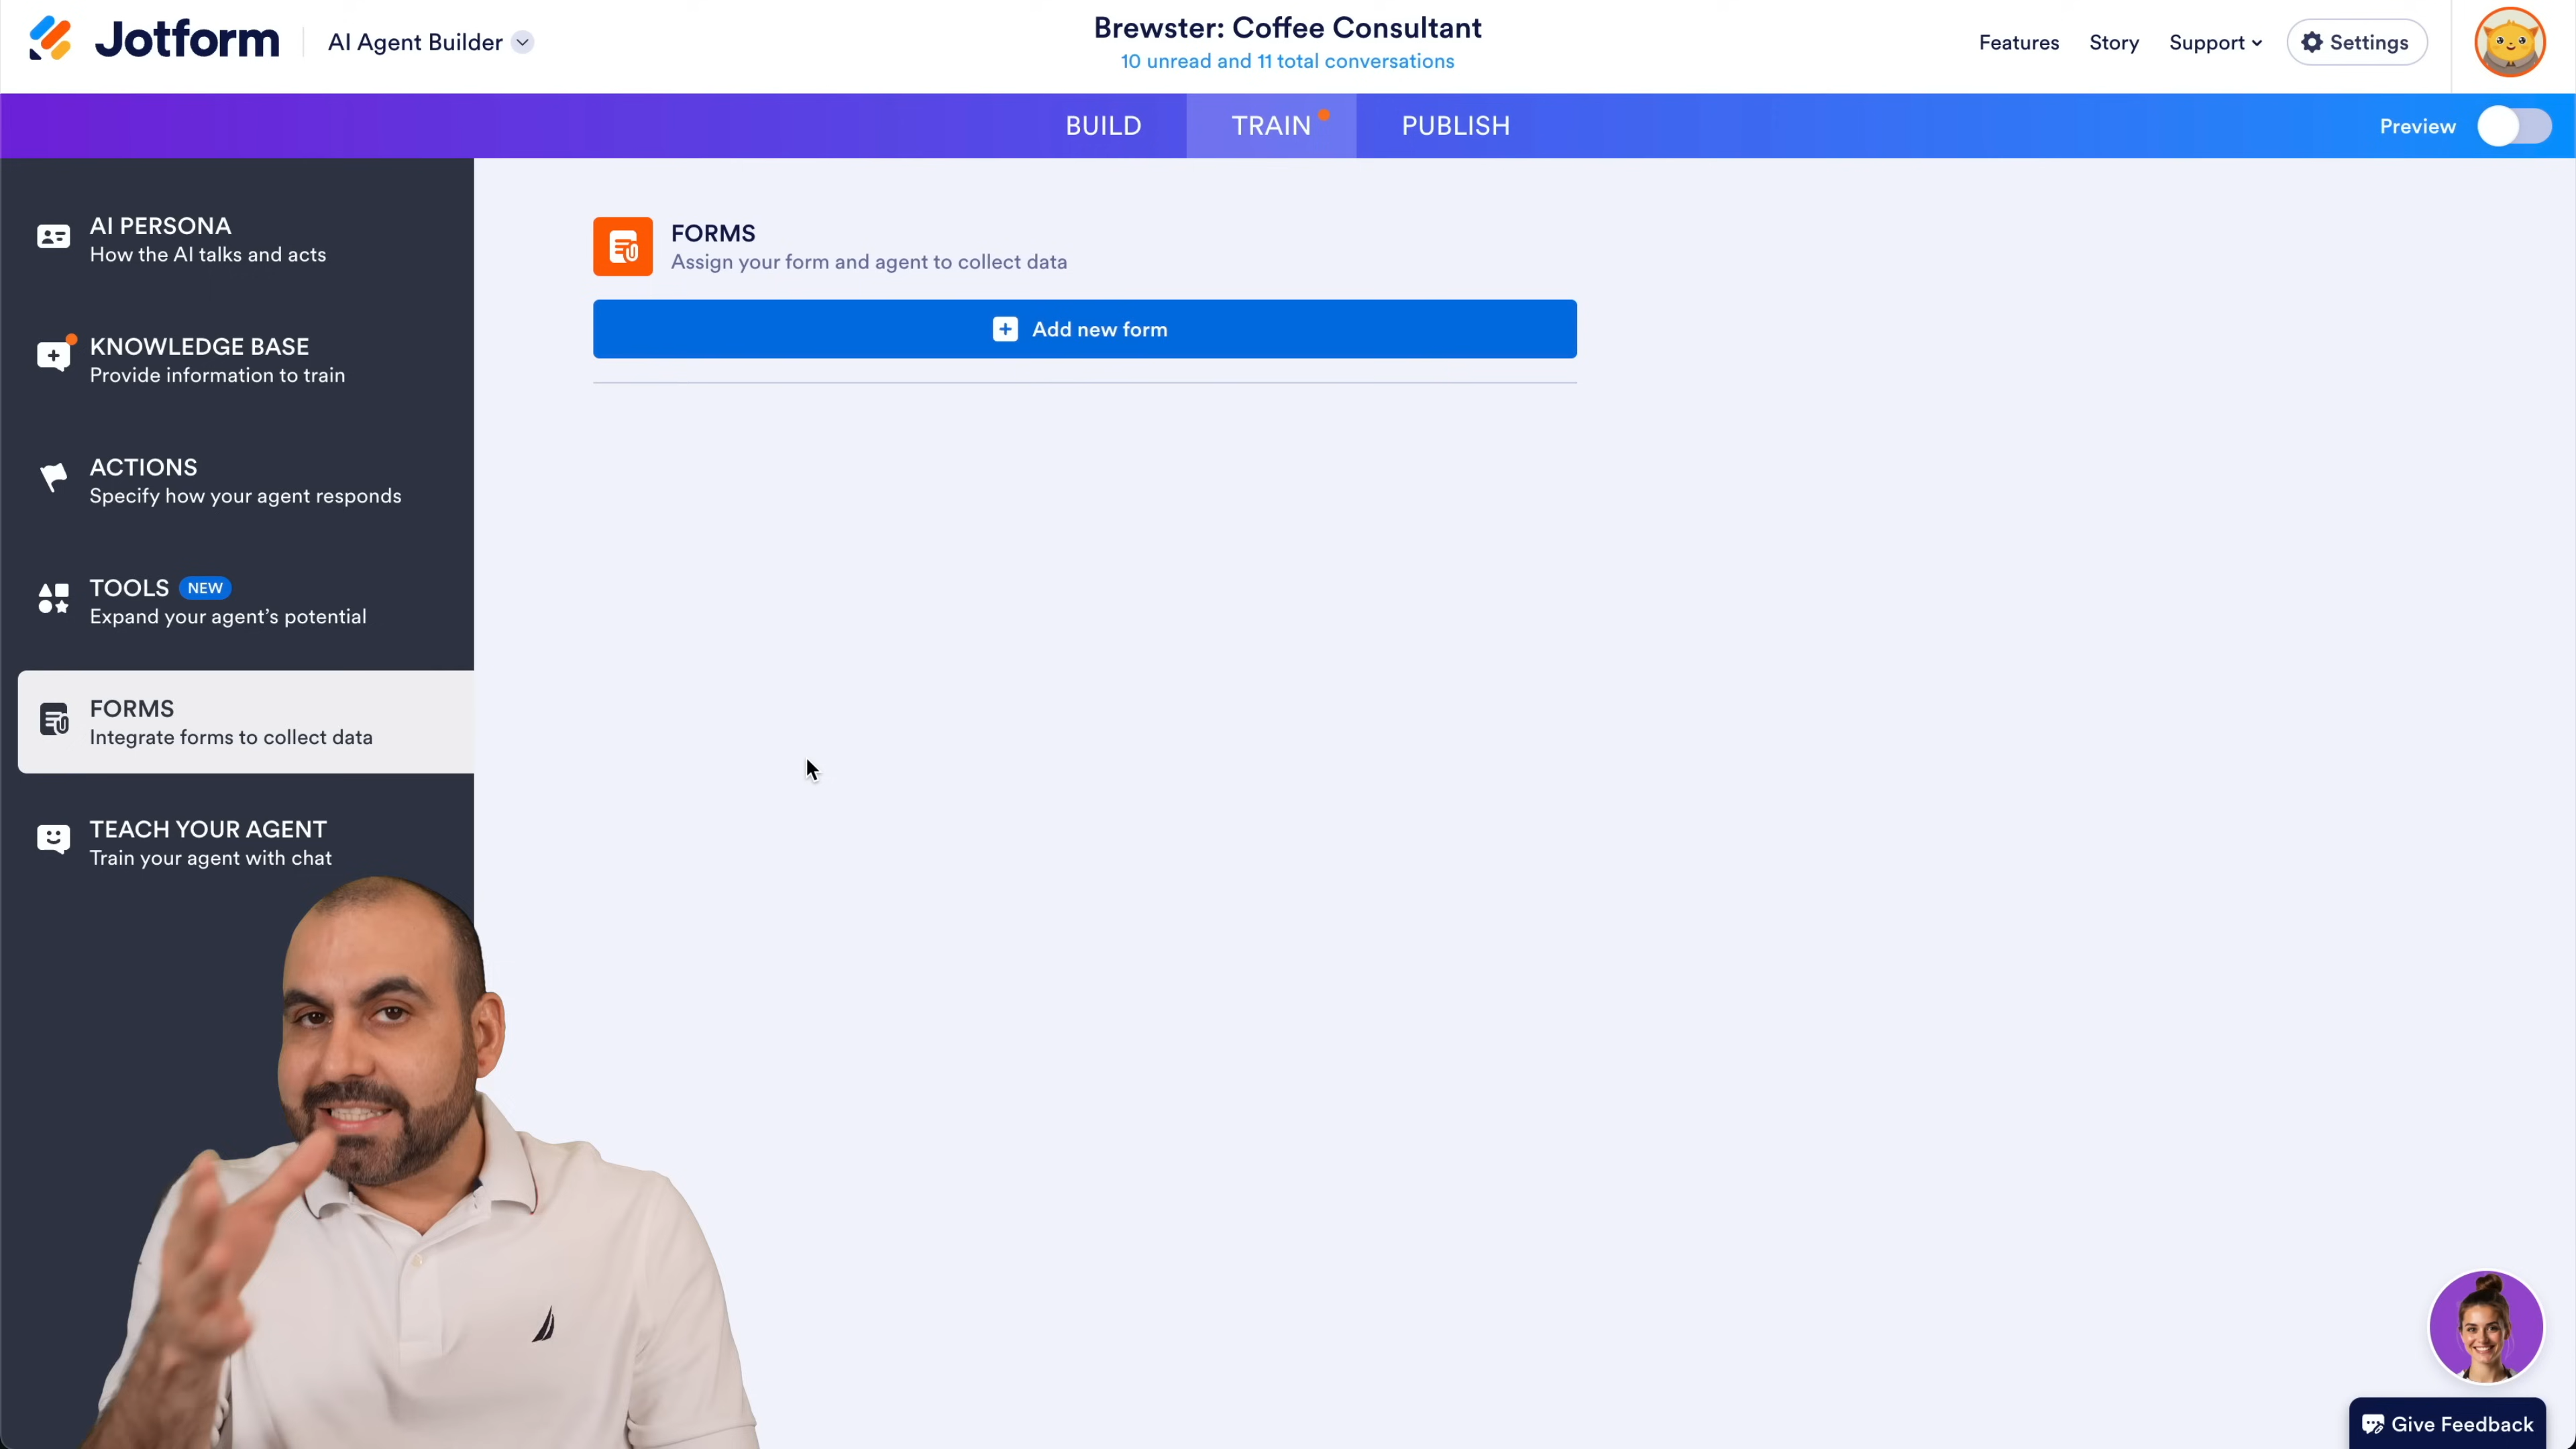 Jotform
AI Agent Builder
Brewster: Coffee Consultant
10 unread and 11 total conversations
Features
Story
Support
Settings
BUILD
TRAIN
PUBLISH
Preview
AI PERSONA
How the AI talks and acts
KNOWLEDGE BASE
Provide information to train
ACTIONS
Specify how your agent responds
TOOLS NEW
Expand your agent’s potential
FORMS
Integrate forms to collect data
TEACH YOUR AGENT
Train your agent with chat
FORMS
Assign your form and agent to collect data
Add new form
Give Feedback